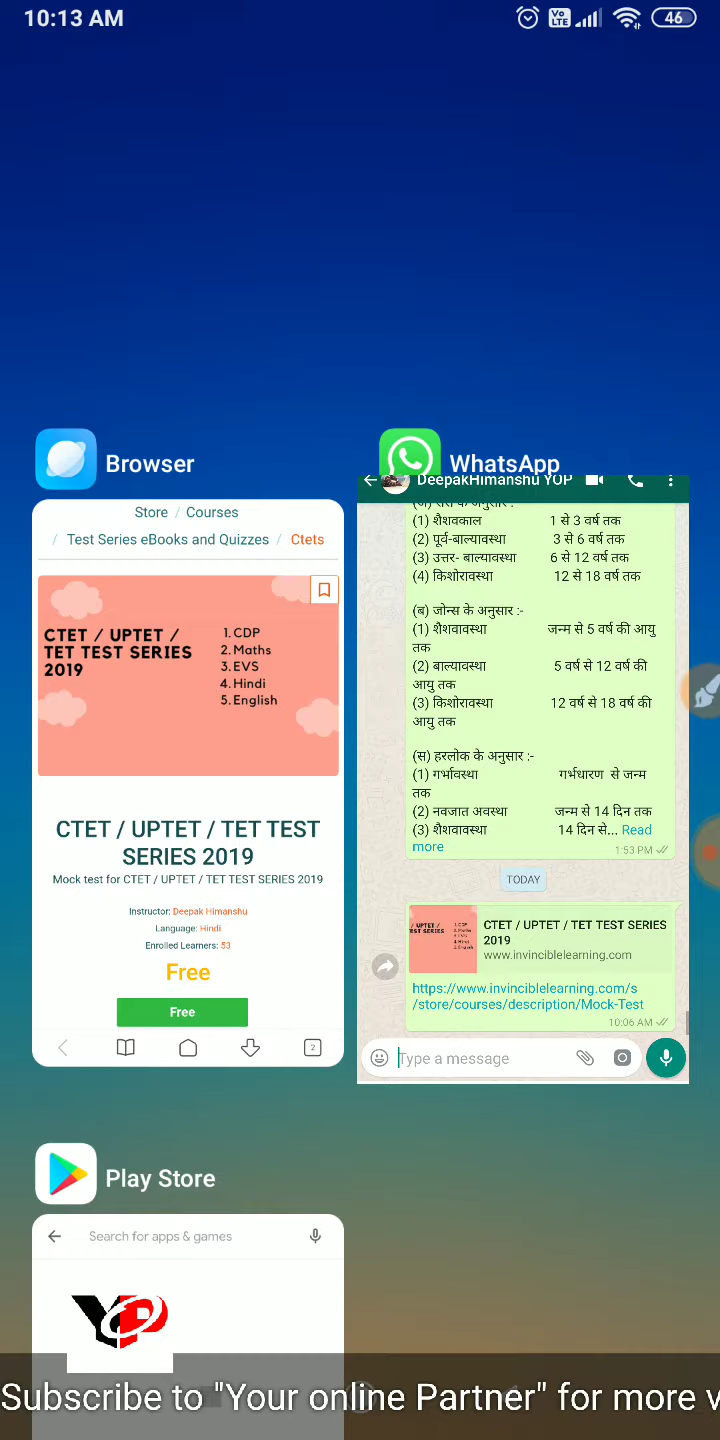 10:13 AM
Vo LTE
46
Browser
Store / Courses
/ Test Series eBooks and Quizzes / Ctets
CTET / UPTET /
TET TEST SERIES
2019
1. CDP
2. Maths
3. EVS
4. Hindi
5. English
CTET / UPTET / TET TEST
SERIES 2019
Mock test for CTET / UPTET / TET TEST SERIES 2019
Instructor: Deepak Himanshu
Language: Hindi
Enrolled Learners: 53
Free
Free
2
WhatsApp
DeepakHimanshu YOP
(1) शैशवकाल 1 से 3 वर्ष तक
(2) पूर्व-बाल्यावस्था 3 से 6 वर्ष तक
(3) उत्तर- बाल्यावस्था 6 से 12 वर्ष तक
(4) किशोरावस्था 12 से 18 वर्ष तक
(ब) जोन्स के अनुसार :-
(1) शैशवावस्था जन्म से 5 वर्ष की आयु
तक
(2) बाल्यावस्था 5 वर्ष से 12 वर्ष की
आयु तक
(3) किशोरावस्था 12 वर्ष से 18 वर्ष की
आयु तक
(स) हरलोक के अनुसार :-
(1) गर्भावस्था गर्भधारण से जन्म
तक
(2) नवजात अवस्था जन्म से 14 दिन तक
(3) शैशवावस्था 14 दिन से... Read
more
1:53 PM
TODAY
CTET / UPTET / TET TEST SERIES
2019
www.invinciblelearning.com
https://www.invinciblelearning.com/s
/store/courses/description/Mock-Test
10:06 AM
Type a message
Play Store
Search for apps & games
YP
Subscribe to "Your online Partner" for more v